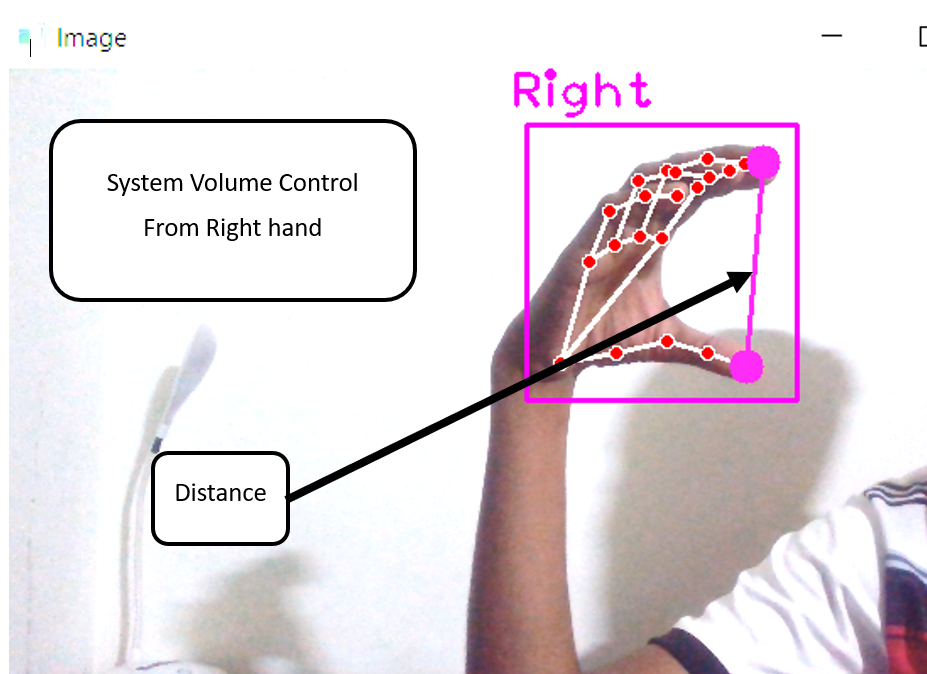 Image
Right
System Volume Control
From Right hand
Distance